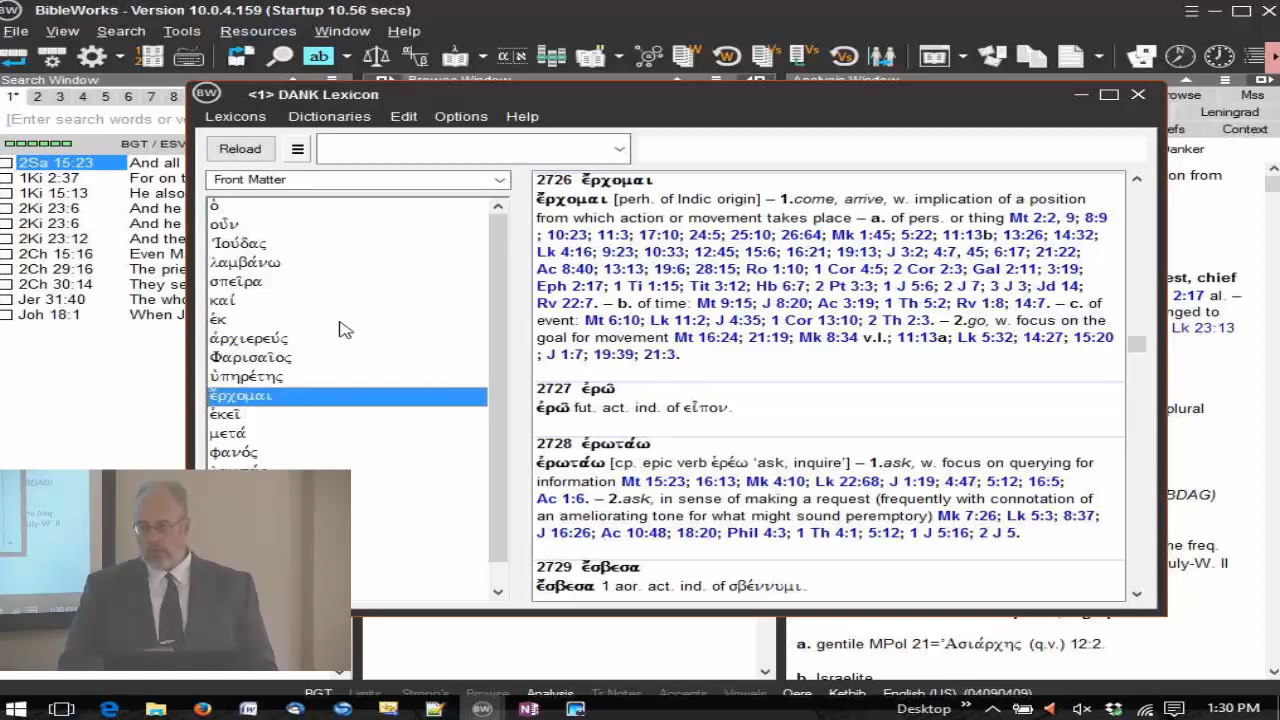 BibleWorks - Version 10.0.4.159 (Startup 10.56 secs)
File View Search Tools Resources Window Help
Search Window
1* 2 3 4 5 6 7 8
[Enter search words or v
BGT / ESV
2Sa 15:23 And all
1Ki 2:37 For on t
1Ki 15:13 He also
2Ki 23:6 And he
2Ki 23:6 And he
2Ki 23:12 And the
2Ch 15:16 Even M
2Ch 29:16 The prie
2Ch 30:14 They se
Jer 31:40 The who
Joh 18:1 When J
<1> DANK Lexicon
Lexicons Dictionaries Edit Options Help
Reload
Front Matter
ὁ
οὖν
Ἰούδας
λαμβάνω
σπεῖρα
καί
ἐκ
ἀρχιερεύς
Φαρισαῖος
ὑπηρέτης
ἔρχομαι
ἐκεῖ
μετά
φανός
2726 ἔρχομαι
ἔρχομαι [perh. of Indic origin] – 1.come, arrive, w. implication of a position
from which action or movement takes place – a. of pers. or thing Mt 2:2, 9; 8:9
; 10:23; 11:3; 17:10; 24:5; 25:10; 26:64; Mk 1:45; 5:22; 11:13b; 13:26; 14:32;
Lk 4:16; 9:23; 10:33; 12:45; 15:6; 16:21; 19:13; J 3:2; 4:7, 45; 6:17; 21:22;
Ac 8:40; 13:13; 19:6; 28:15; Ro 1:10; 1 Cor 4:5; 2 Cor 2:3; Gal 2:11; 3:19;
Eph 2:17; 1 Ti 1:15; Tit 3:12; Hb 6:7; 2 Pt 3:3; 1 J 5:6; 2 J 7; 3 J 3; Jd 14;
Rv 22:7. – b. of time: Mt 9:15; J 8:20; Ac 3:19; 1 Th 5:2; Rv 1:8; 14:7. – c. of
event: Mt 6:10; Lk 11:2; J 4:35; 1 Cor 13:10; 2 Th 2:3. – 2.go, w. focus on the
goal for movement Mt 16:24; 21:19; Mk 8:34 v.l.; 11:13a; Lk 5:32; 14:27; 15:20
; J 1:7; 19:39; 21:3.
2727 ἐρῶ
ἐρῶ fut. act. ind. of εἶπον.
2728 ἐρωτάω
ἐρωτάω [cp. epic verb ἐρέω 'ask, inquire'] – 1.ask, w. focus on querying for
information Mt 15:23; 16:13; Mk 4:10; Lk 22:68; J 1:19; 4:47; 5:12; 16:5;
Ac 1:6. – 2.ask, in sense of making a request (frequently with connotation of
an ameliorating tone for what might sound peremptory) Mk 7:26; Lk 5:3; 8:37;
J 16:26; Ac 10:48; 18:20; Phil 4:3; 1 Th 4:1; 5:12; 1 J 5:16; 2 J 5.
2729 ἔσβεσα
ἔσβεσα 1 aor. act. ind. of σβέννυμι.
rowse Mss
Leningrad
efs Context
Danker
on from
est, chief
2:17 al. –
nged to
Lk 23:13
plural
BDAG)
he freq.
uly-W. II
a. gentile MPol 21=Ἀσιάρχης (q.v.) 12:2.
b. Israelite
BGT Limits Strong's Browse Analysis Tr Notes Accents Vowels Qere Kethib English (US) (04090409)
Desktop 1:30 PM